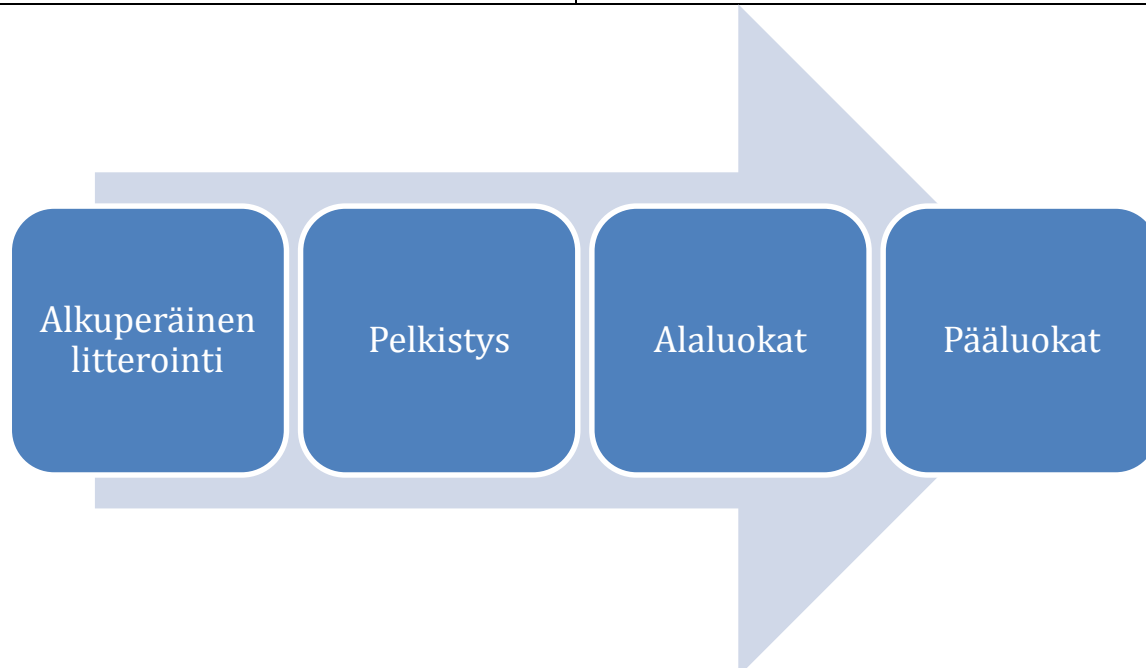 Alkuperäinen
litterointi
Pelkistys
Alaluokat
Pääluokat